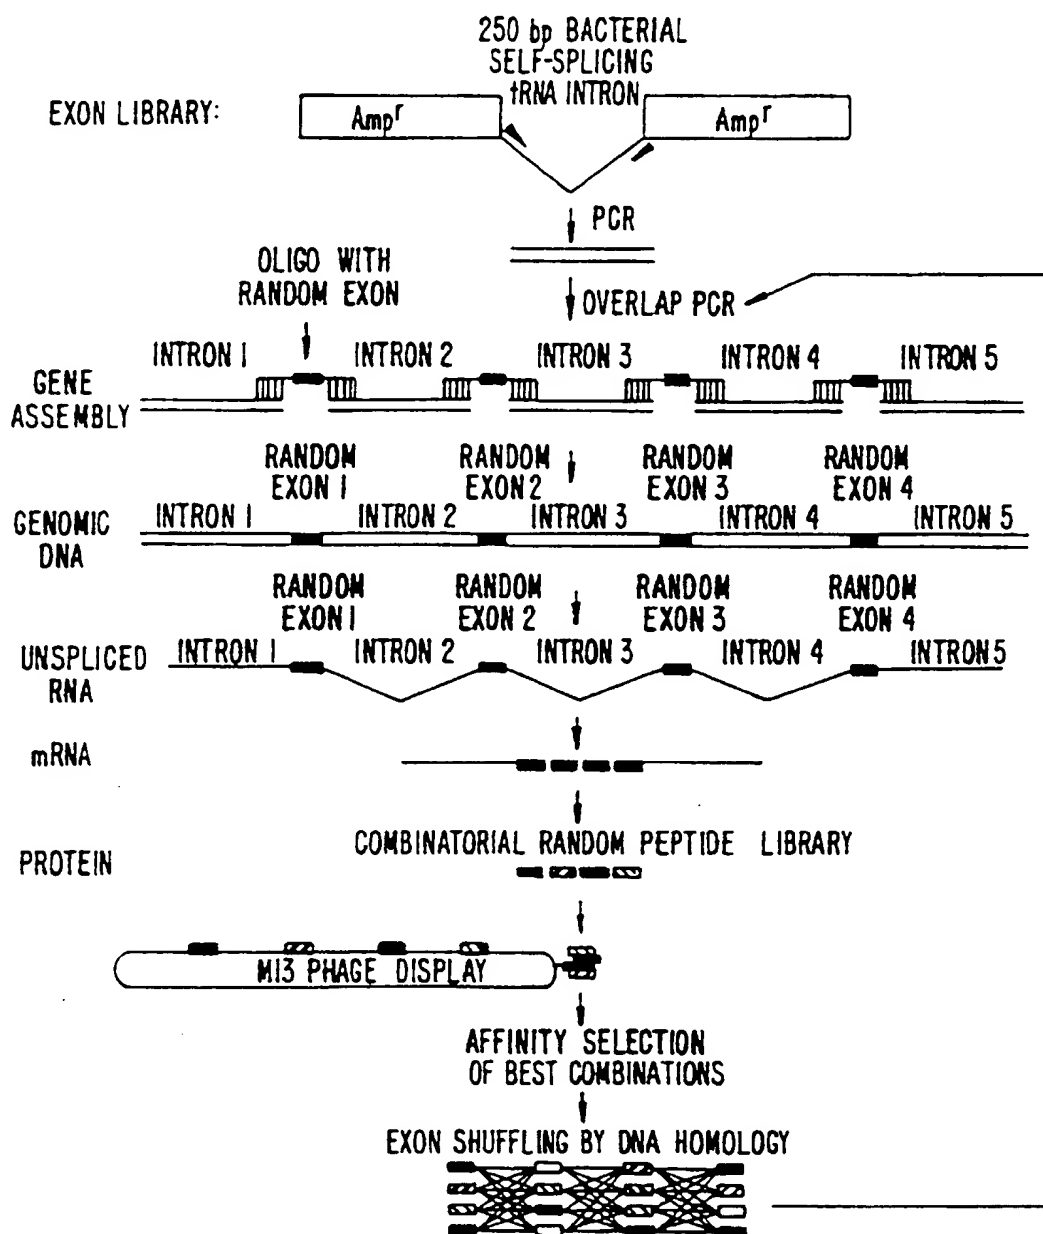 250 bp BACTERIAL
SELF-SPLICING
tRNA INTRON
EXON LIBRARY:
Ampr
Ampr
PCR
OLIGO WITH
RANDOM EXON
OVERLAP PCR
INTRON 1
INTRON 2
INTRON 3
INTRON 4
INTRON 5
GENE
ASSEMBLY
RANDOM
EXON 1
RANDOM
EXON 2
RANDOM
EXON 3
RANDOM
EXON 4
GENOMIC
DNA
INTRON 1
INTRON 2
INTRON 3
INTRON 4
INTRON 5
RANDOM
EXON 1
RANDOM
EXON 2
RANDOM
EXON 3
RANDOM
EXON 4
UNSPLICED
RNA
INTRON 1
INTRON 2
INTRON 3
INTRON 4
INTRON 5
mRNA
COMBINATORIAL RANDOM PEPTIDE LIBRARY
PROTEIN
M13 PHAGE DISPLAY
AFFINITY SELECTION
OF BEST COMBINATIONS
EXON SHUFFLING BY DNA HOMOLOGY